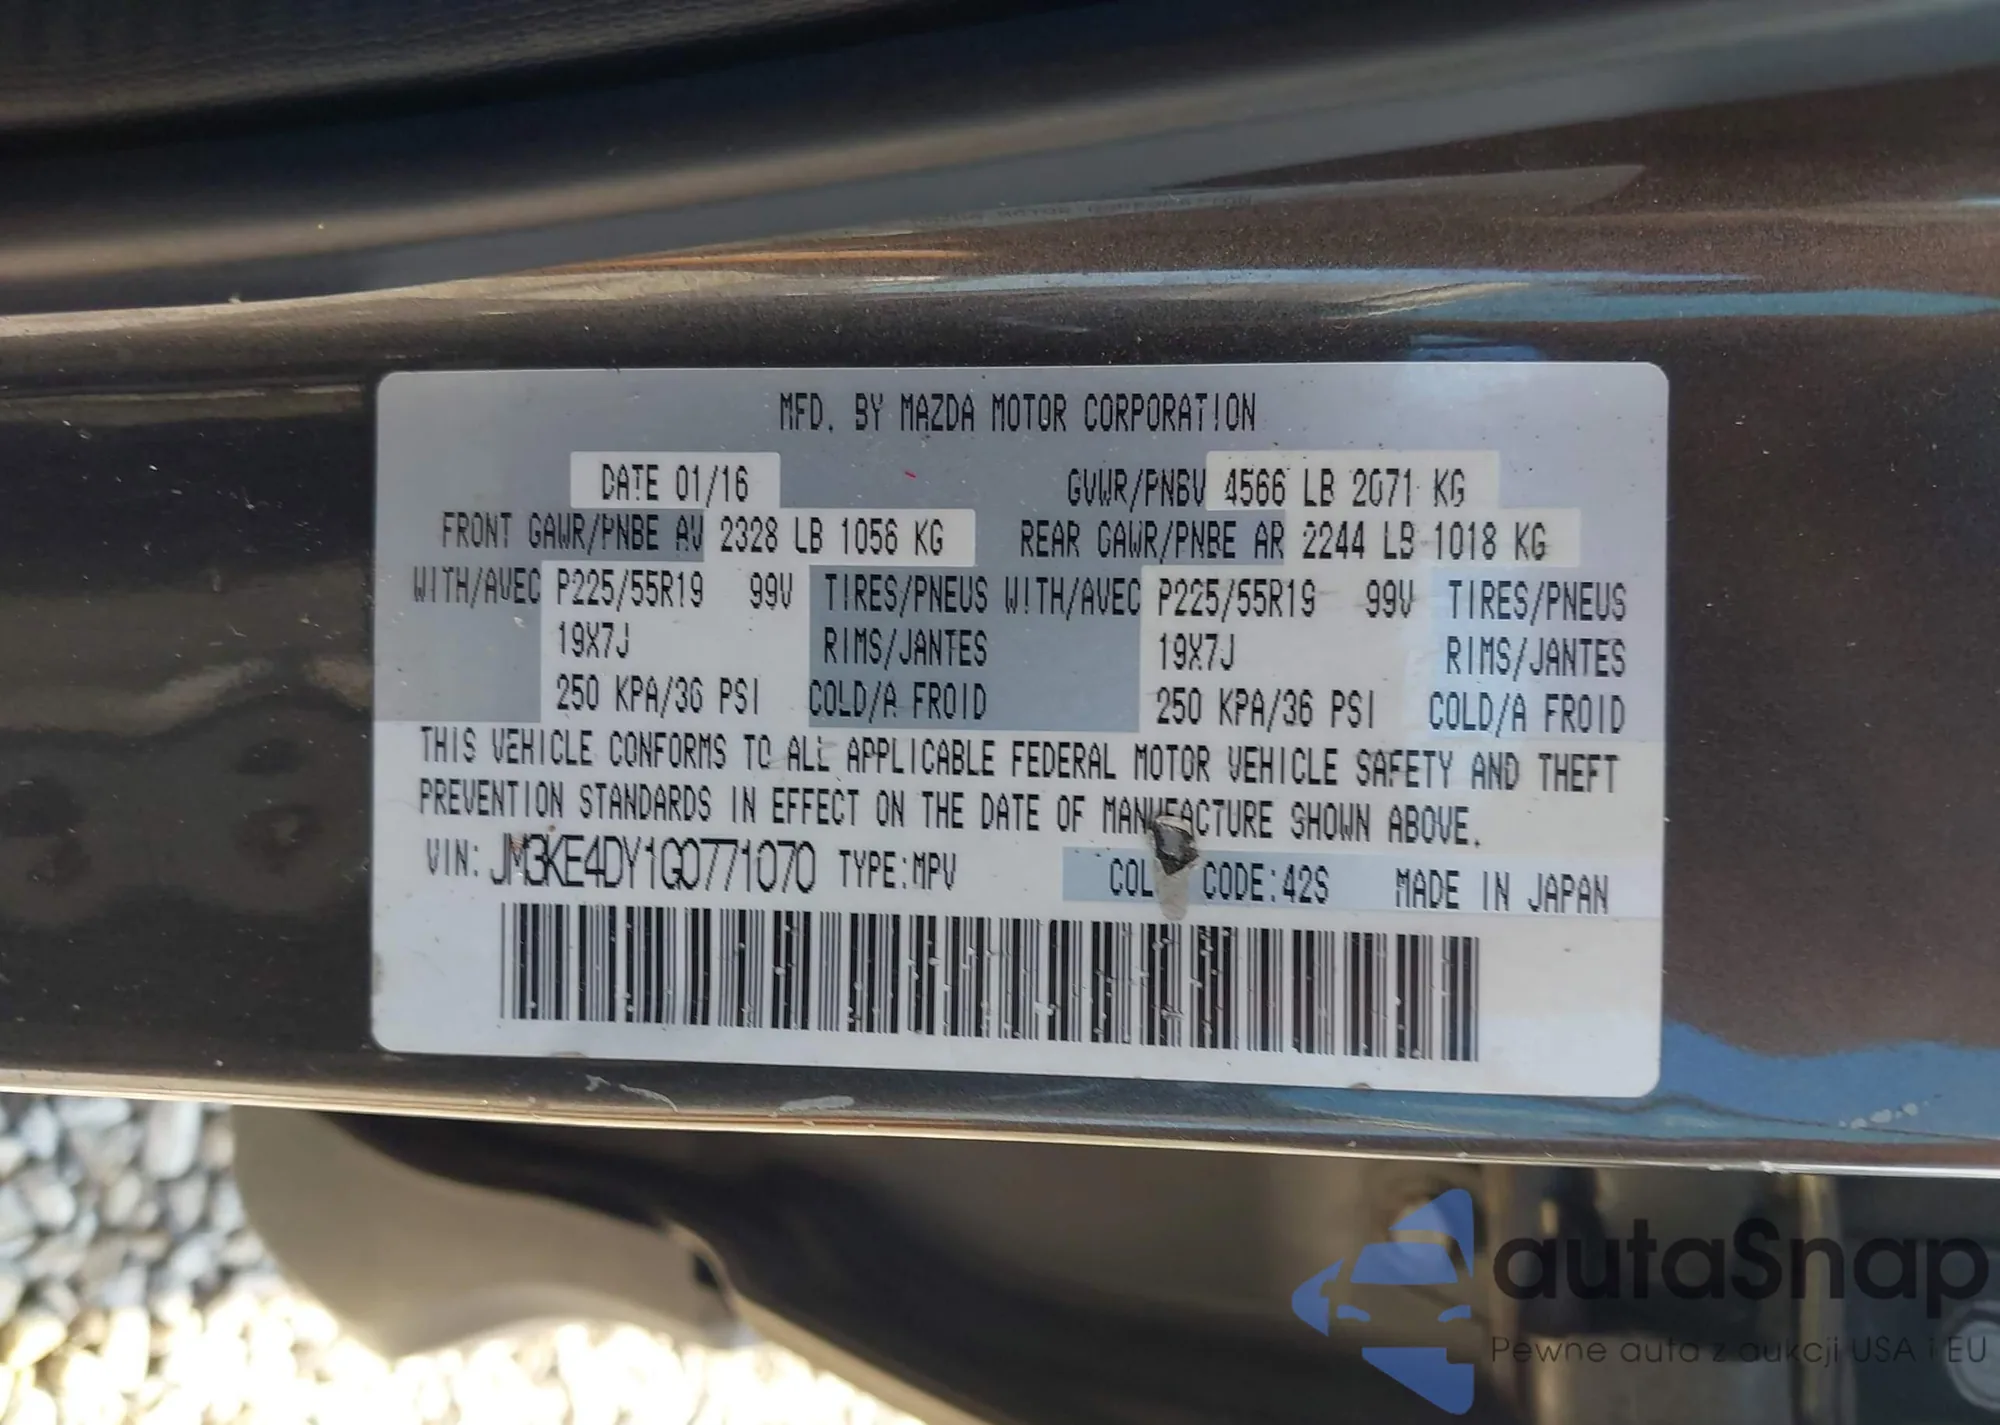 MFD. BY MAZDA MOTOR CORPORATION
DATE 01/16 GVWR/PNBV 4566 LB 2071 KG
FRONT GAWR/PNBE AV 2328 LB 1056 KG REAR GAWR/PNBE AR 2244 LB 1018 KG
WITH/AVEC P225/55R19 99V TIRES/PNEUS WITH/AVEC P225/55R19 99V TIRES/PNEUS
19X7J RIMS/JANTES 19X7J RIMS/JANTES
250 KPA/36 PSI COLD/A FROID 250 KPA/36 PSI COLD/A FROID
THIS VEHICLE CONFORMS TO ALL APPLICABLE FEDERAL MOTOR VEHICLE SAFETY AND THEFT
PREVENTION STANDARDS IN EFFECT ON THE DATE OF MANUFACTURE SHOWN ABOVE.
VIN: JM3KE4DY1G0771070 TYPE:MPV COL CODE:42S MADE IN JAPAN
autaSnap
Pewne auta z aukcji USA i EU